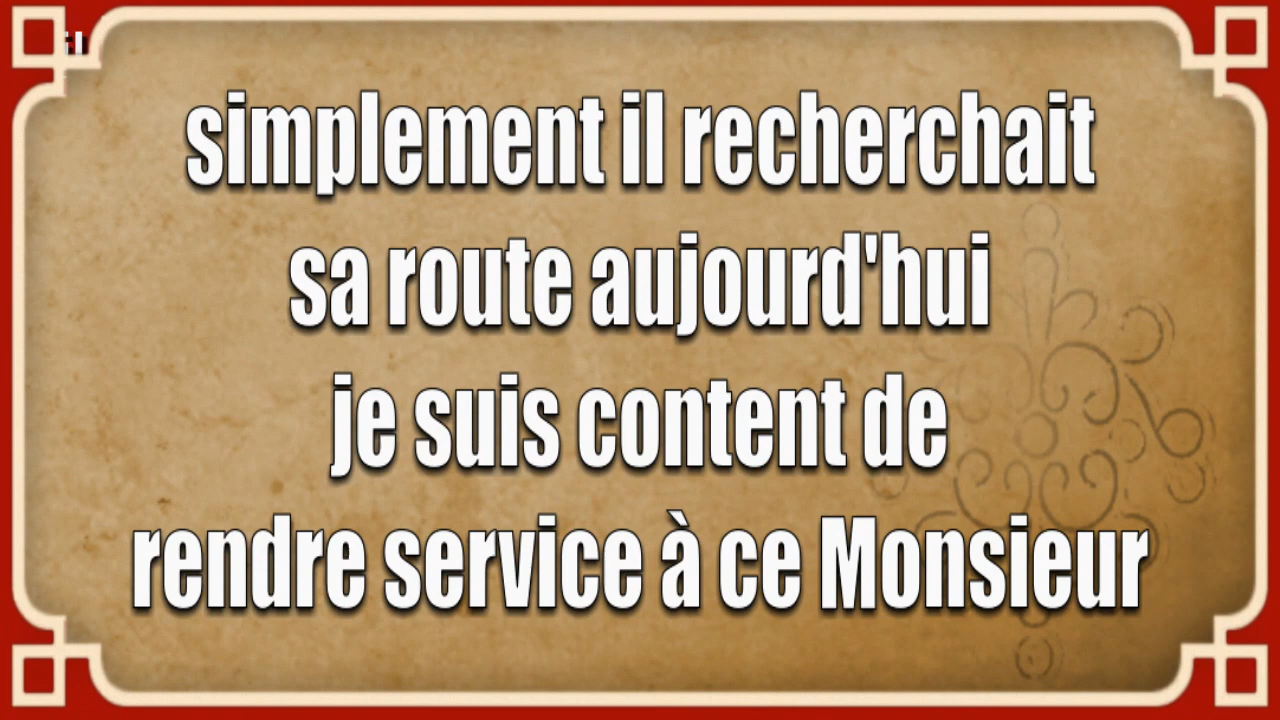 simplement il recherchait
sa route aujourd'hui
je suis content de
rendre service à ce Monsieur